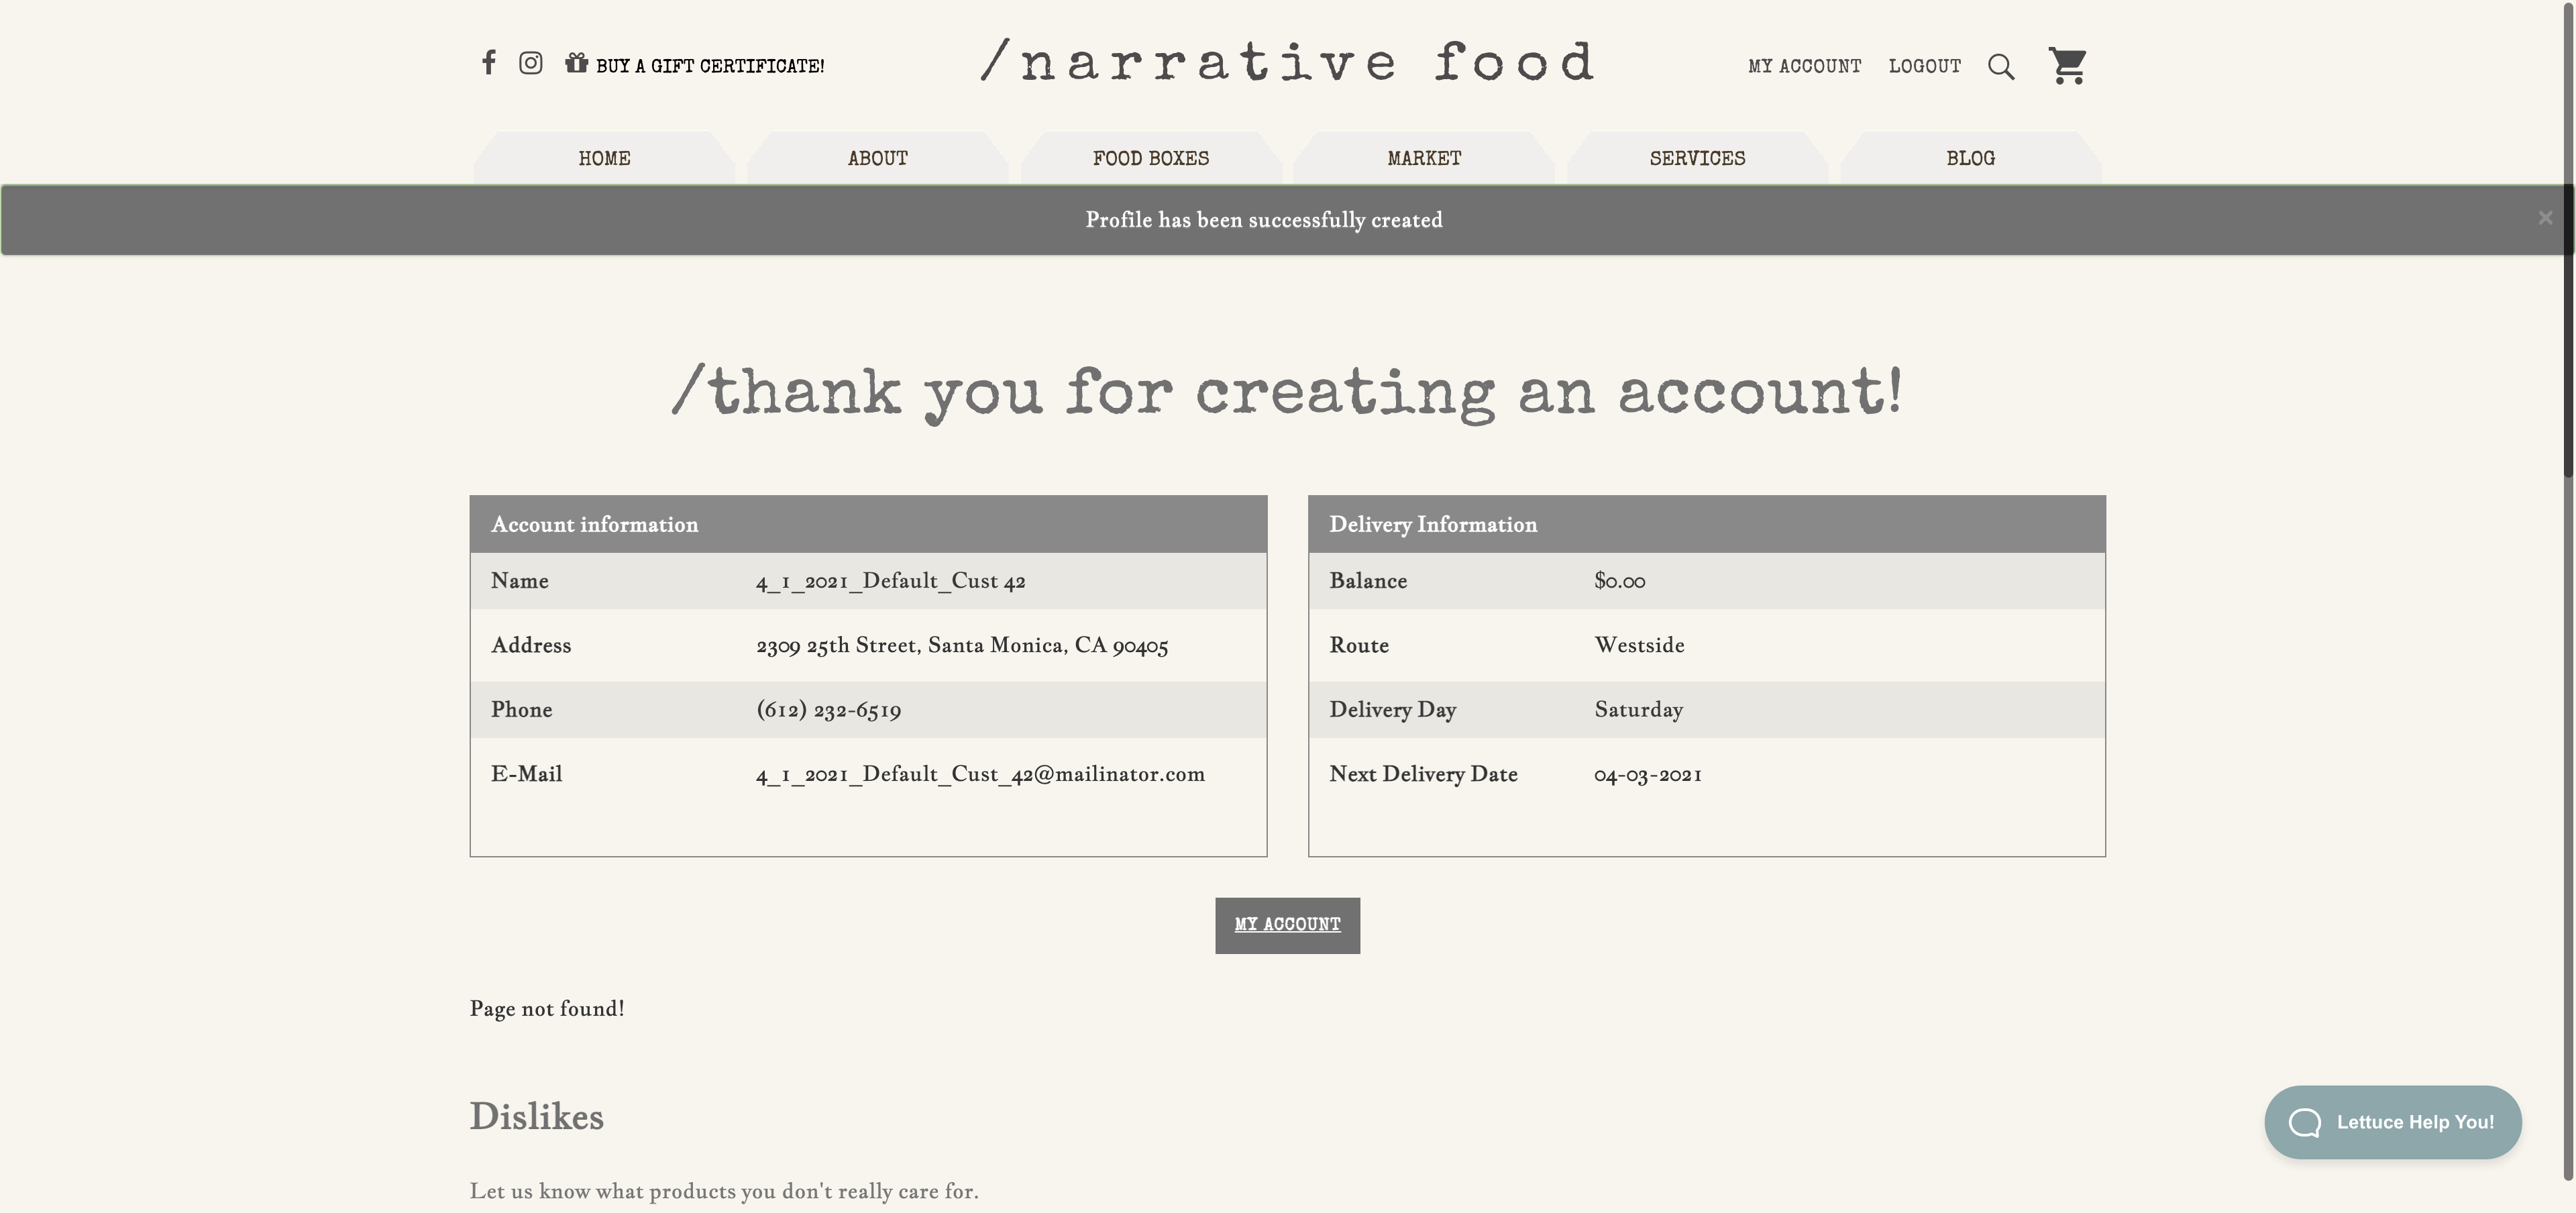 BUY A GIFT CERTIFICATE!
/narrative food
MY ACCOUNT LOGOUT
HOME ABOUT FOOD BOXES MARKET SERVICES BLOG
Profile has been successfully created
×
/thank you for creating an account!
Account information
Name 4_1_2021_Default_Cust 42
Address 2309 25th Street, Santa Monica, CA 90405
Phone (612) 232-6519
E-Mail 4_1_2021_Default_Cust_42@mailinator.com
Delivery Information
Balance $0.00
Route Westside
Delivery Day Saturday
Next Delivery Date 04-03-2021
MY ACCOUNT
Page not found!
Dislikes
Lettuce Help You!
Let us know what products you don't really care for.